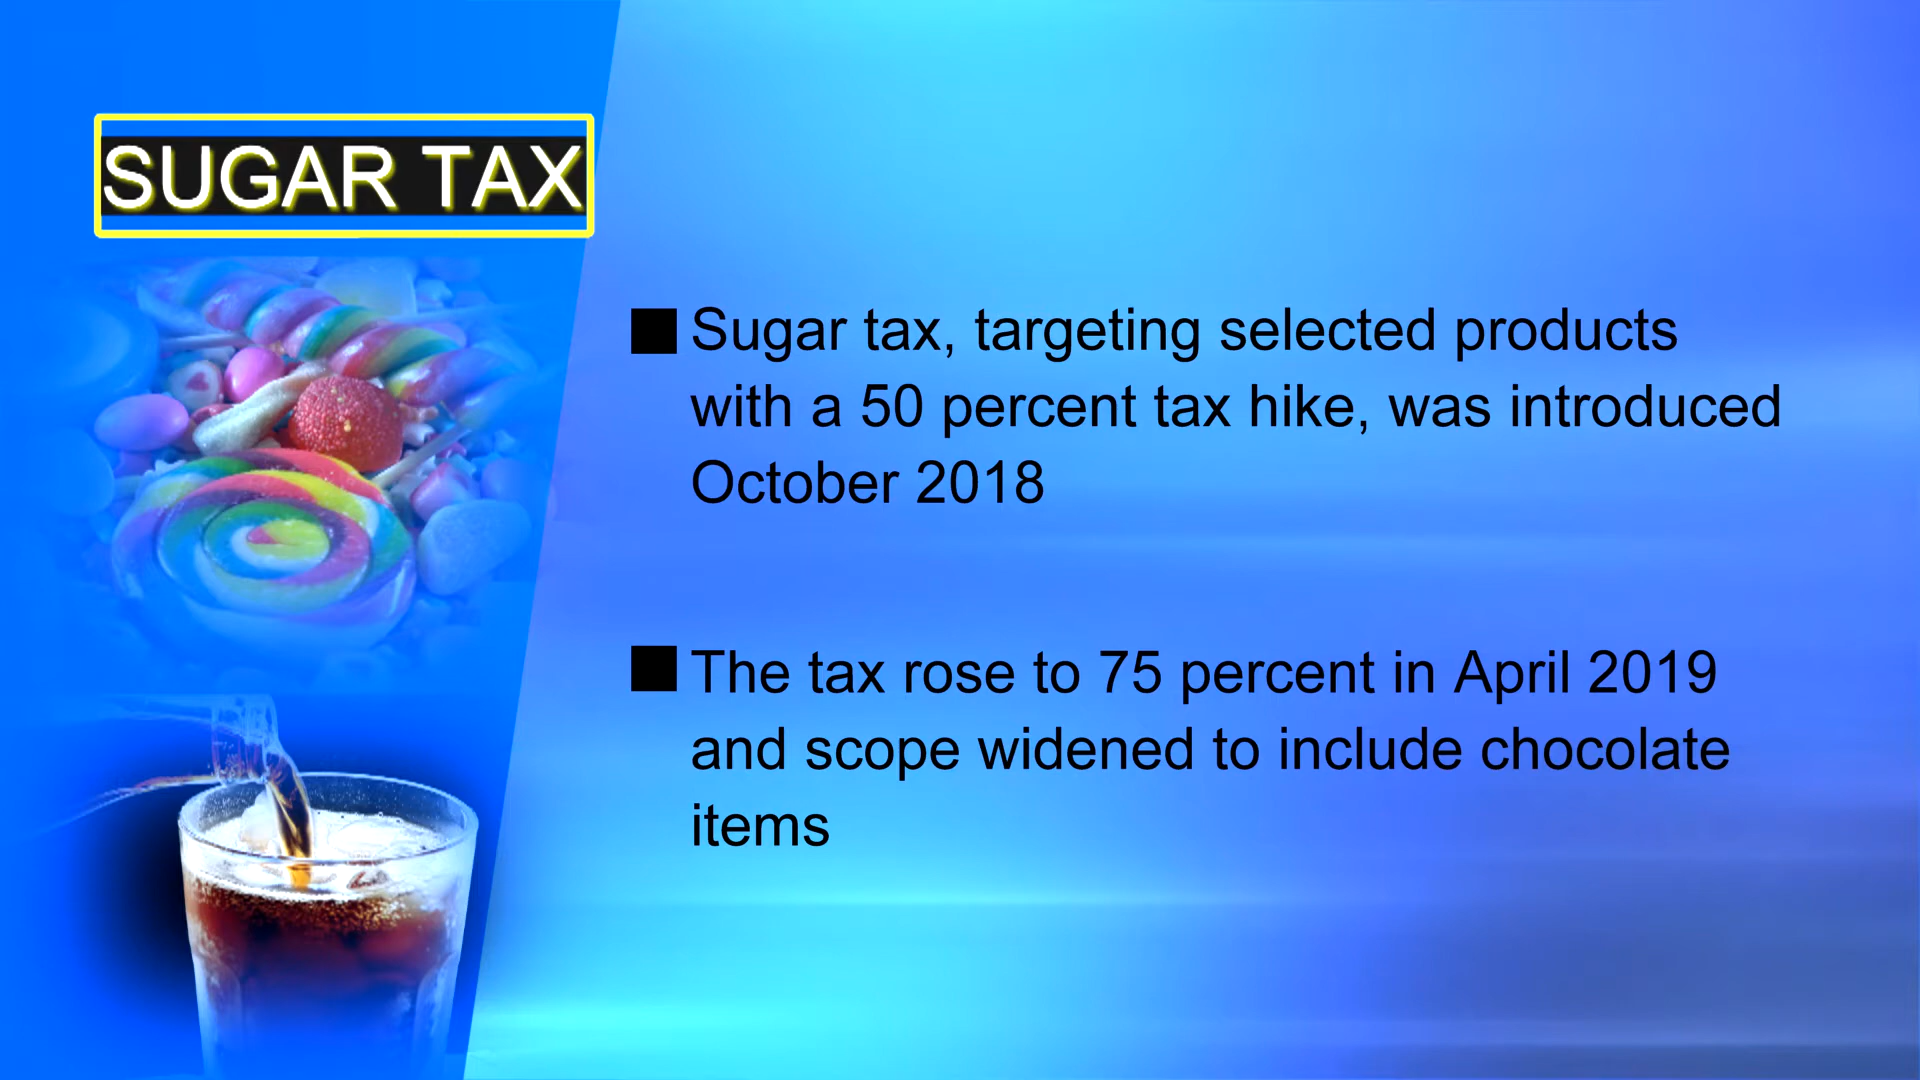 SUGAR TAX
Sugar tax, targeting selected products
with a 50 percent tax hike, was introduced
October 2018
The tax rose to 75 percent in April 2019
and scope widened to include chocolate
items